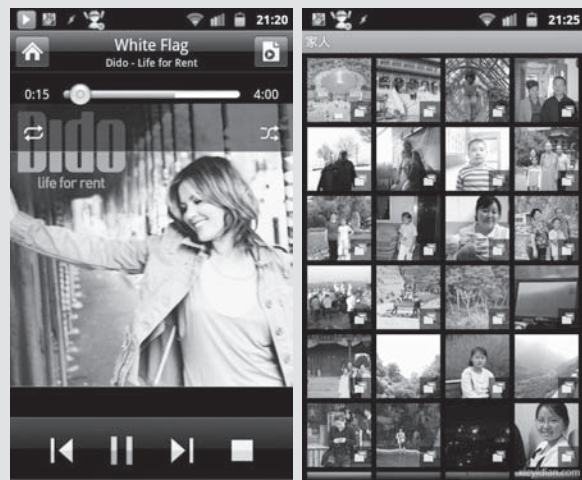 21:20
White Flag
Dido - Life for Rent
0:15
4:00
Dido
life for rent
21:25
家人
xicyidian.com